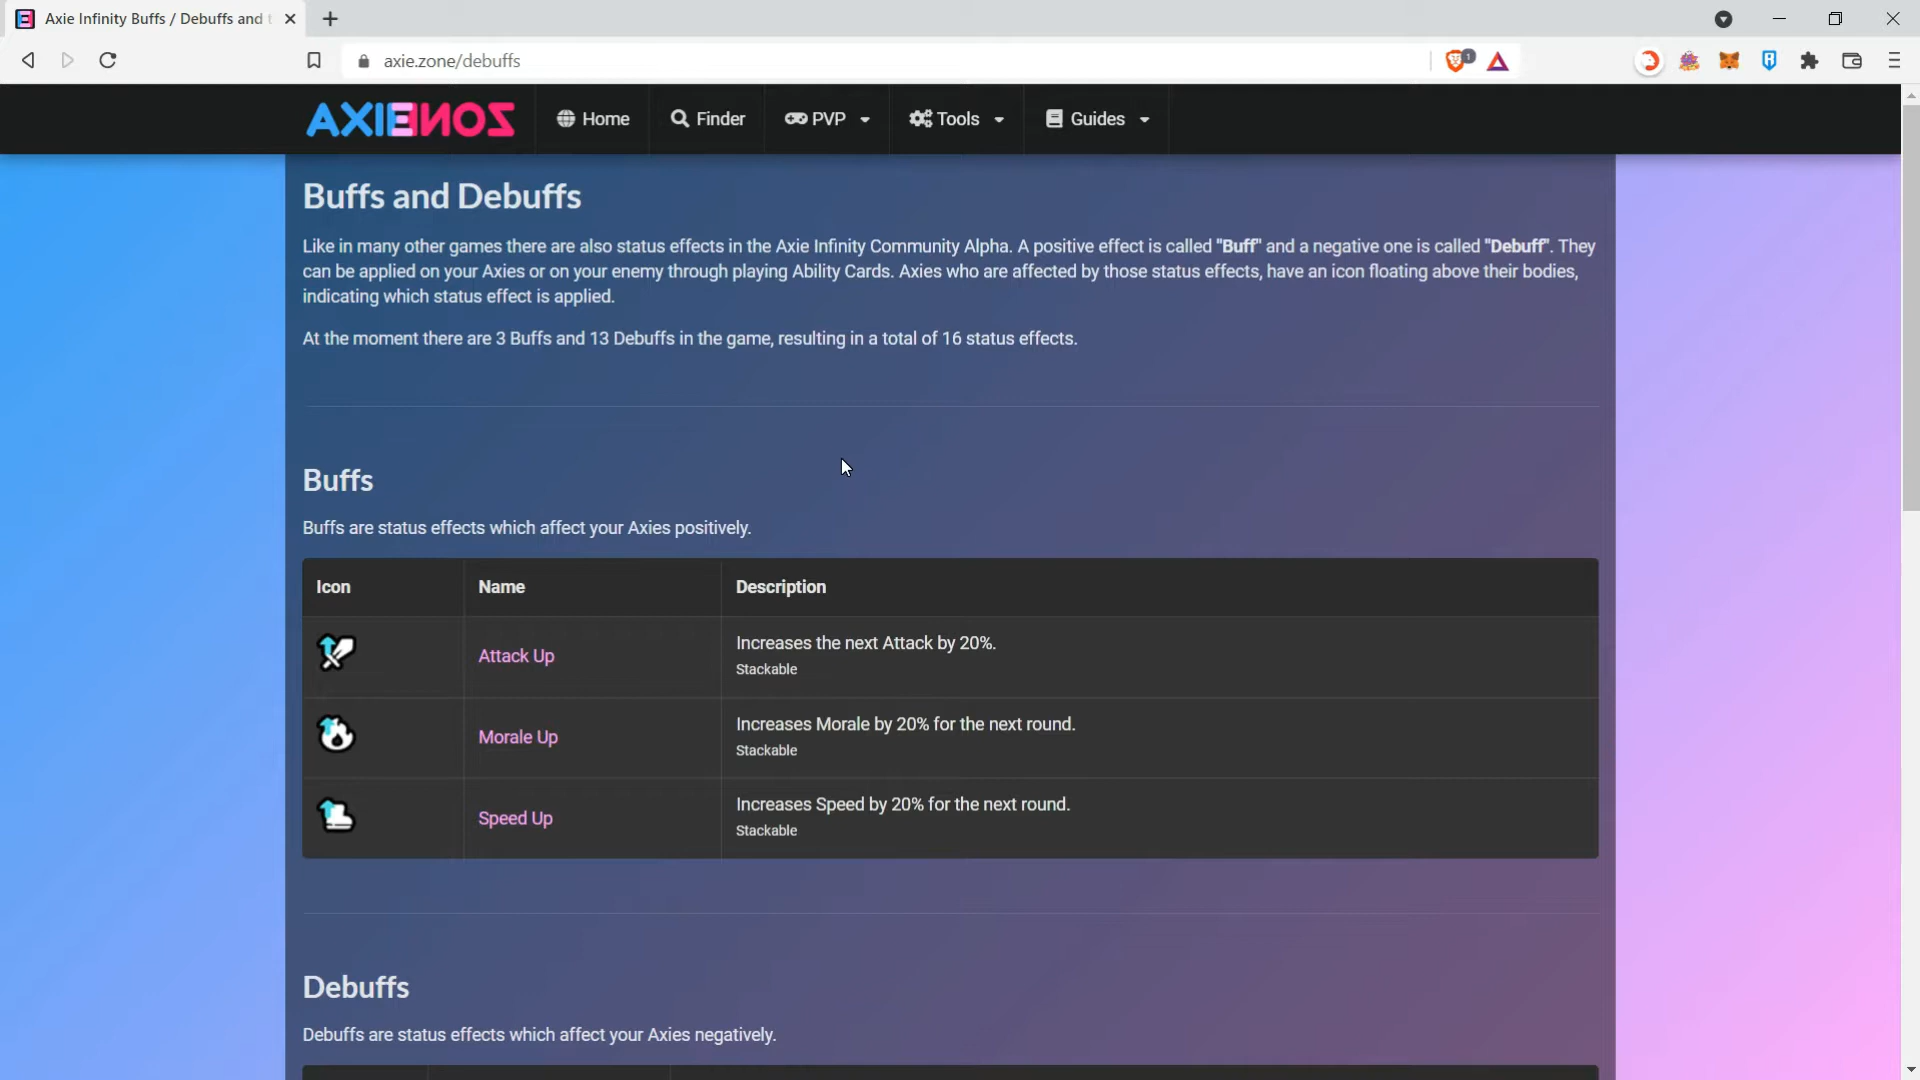 Axie Infinity Buffs / Debuffs and t
axie.zone/debuffs
1
AXIEZONE
Home
Finder
PVP
Tools
Guides
Buffs and Debuffs
Like in many other games there are also status effects in the Axie Infinity Community Alpha. A positive effect is called "Buff" and a negative one is called "Debuff". They
can be applied on your Axies or on your enemy through playing Ability Cards. Axies who are affected by those status effects, have an icon floating above their bodies,
indicating which status effect is applied.
At the moment there are 3 Buffs and 13 Debuffs in the game, resulting in a total of 16 status effects.
Buffs
Buffs are status effects which affect your Axies positively.
Icon
Name
Description
Attack Up
Increases the next Attack by 20%.
Stackable
Morale Up
Increases Morale by 20% for the next round.
Stackable
Speed Up
Increases Speed by 20% for the next round.
Stackable
Debuffs
Debuffs are status effects which affect your Axies negatively.